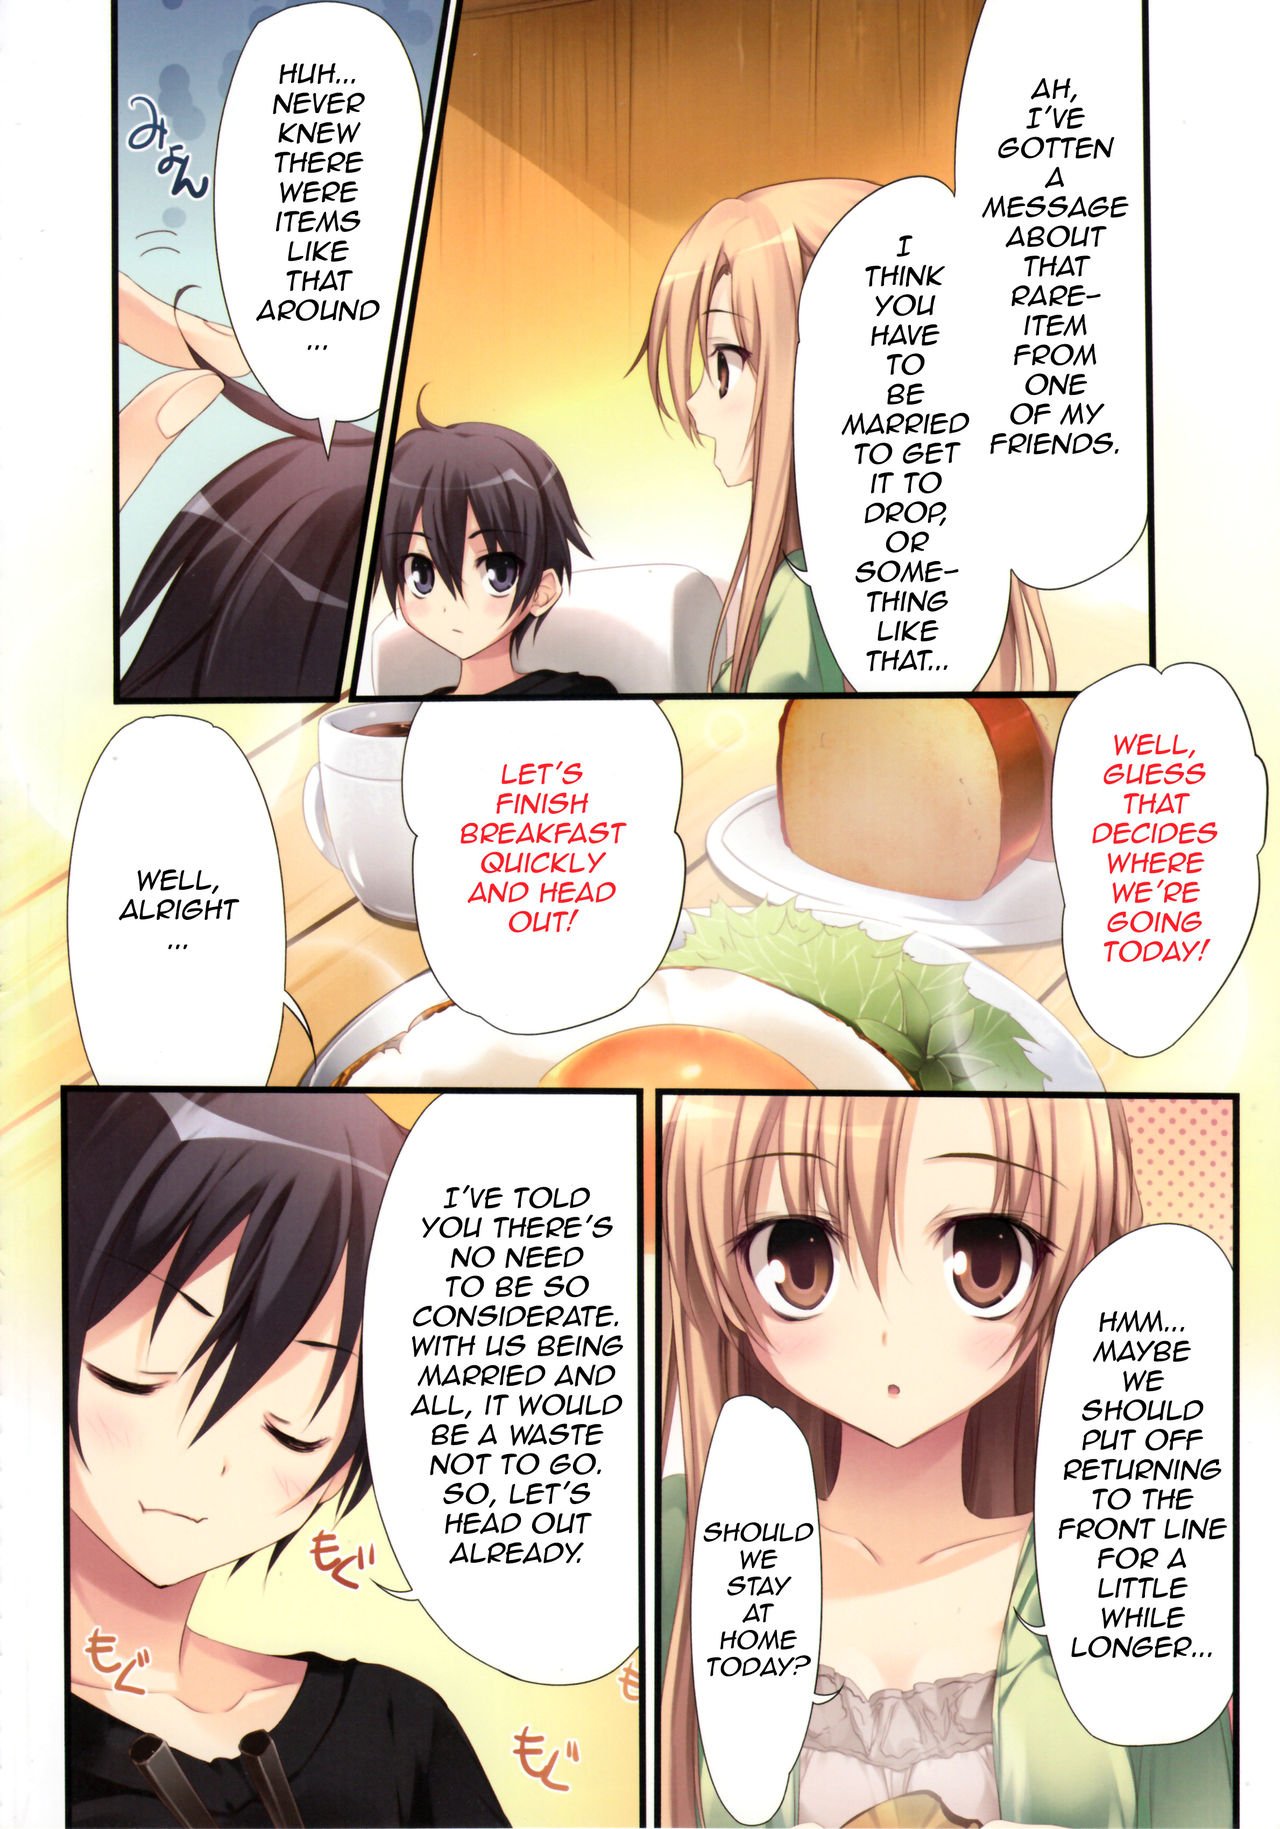 AH,
I'VE
GOTTEN
A
MESSAGE
ABOUT
THAT
RARE-
ITEM
FROM
ONE
OF MY
FRIENDS.
I
THINK
YOU
HAVE
TO
BE
MARRIED
TO GET
IT TO
DROP,
OR
SOME-
THING
LIKE
THAT...
HUH...
NEVER
KNEW
THERE
WERE
ITEMS
LIKE
THAT
AROUND
...
みょん
WELL,
GUESS
THAT
DECIDES
WHERE
WE'RE
GOING
TODAY!
LET'S
FINISH
BREAKFAST
QUICKLY
AND HEAD
OUT!
WELL,
ALRIGHT
...
HMM...
MAYBE
WE
SHOULD
PUT OFF
RETURNING
TO THE
FRONT LINE
FOR A
LITTLE
WHILE
LONGER...
SHOULD
WE
STAY
AT
HOME
TODAY?
I'VE TOLD
YOU THERE'S
NO NEED
TO BE SO
CONSIDERATE.
WITH US BEING
MARRIED AND
ALL, IT WOULD
BE A WASTE
NOT TO GO.
SO, LET'S
HEAD OUT
ALREADY.
もぐ
もぐ
もぐ
も